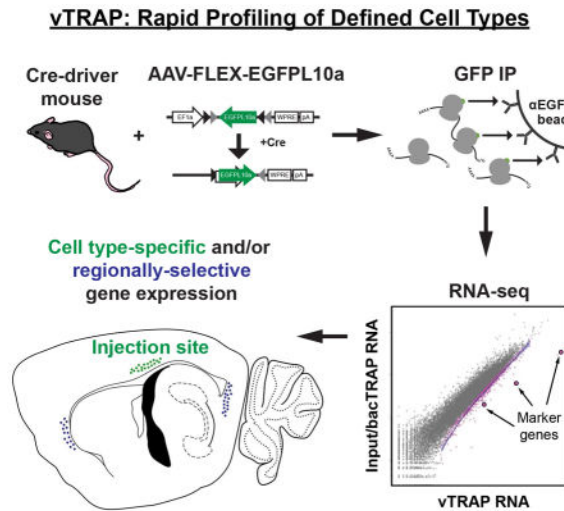 vTRAP: Rapid Profiling of Defined Cell Types
Cre-driver
mouse
+
AAV-FLEX-EGFPL10a
EF1a
EGFPL10a
WPRE
pA
+Cre
EGFPL10a
WPRE
pA
GFP IP
αEGF
bead
RNA-seq
Input/bacTRAP RNA
Marker
genes
vTRAP RNA
Cell type-specific and/or
regionally-selective
gene expression
Injection site